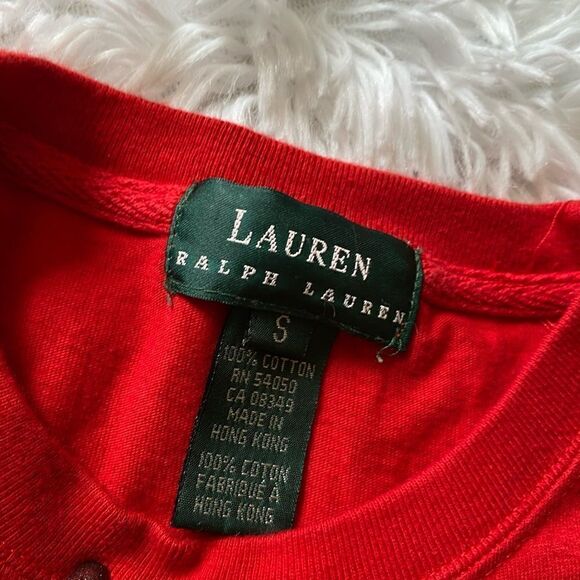 LAUREN
RALPH LAUREN
S
100% COTTON
RN 54050
CA 08349
MADE IN
HONG KONG
100% COTON
FABRIQUÉ À
HONG KONG